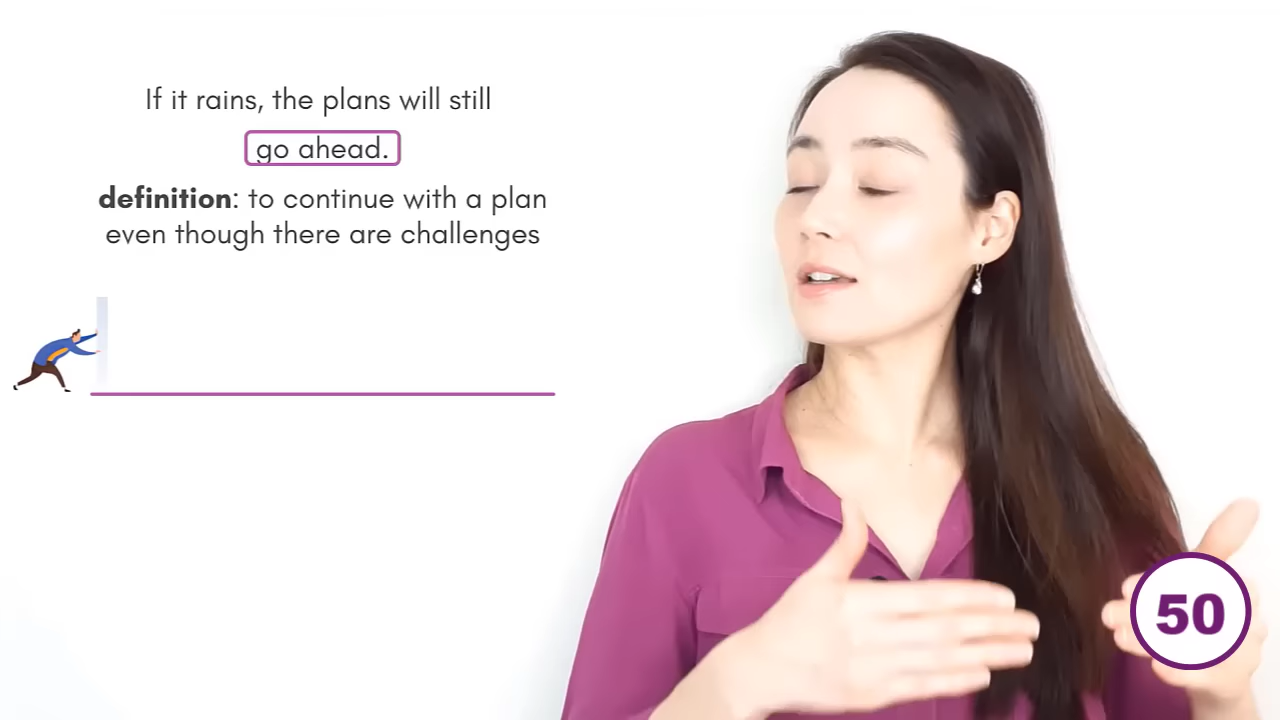 If it rains, the plans will still
go ahead.
definition: to continue with a plan
even though there are challenges
50